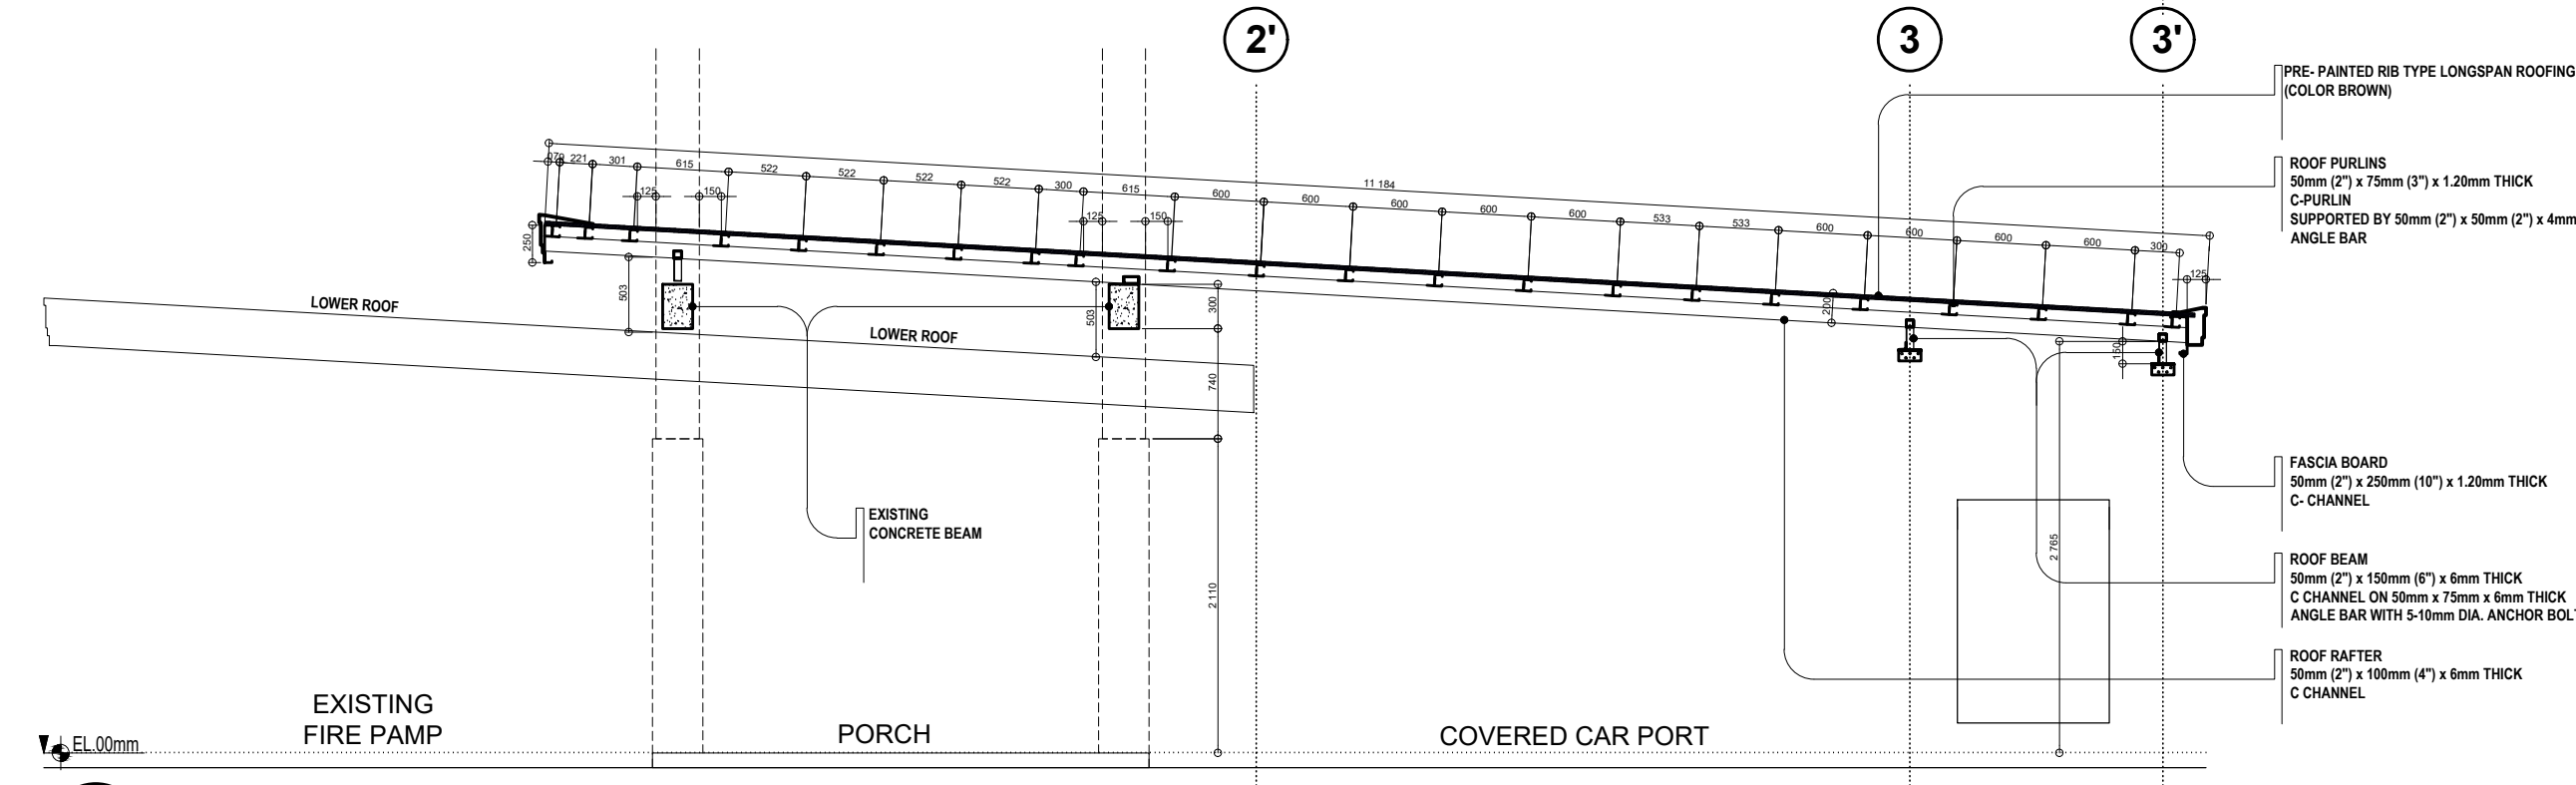 2'
3
3'
PRE- PAINTED RIB TYPE LONGSPAN ROOFING
(COLOR BROWN)
ROOF PURLINS
50mm (2") x 75mm (3") x 1.20mm THICK
C-PURLIN
SUPPORTED BY 50mm (2") x 50mm (2") x 4mm
ANGLE BAR
221
301
615
522
522
522
522
300
615
600
600
600
600
600
533
533
600
600
600
600
300
11 184
125
150
125
150
125
250
503
503
300
740
2 110
200
150
2 765
LOWER ROOF
LOWER ROOF
EXISTING
CONCRETE BEAM
FASCIA BOARD
50mm (2") x 250mm (10") x 1.20mm THICK
C- CHANNEL
ROOF BEAM
50mm (2") x 150mm (6") x 6mm THICK
C CHANNEL ON 50mm x 75mm x 6mm THICK
ANGLE BAR WITH 5-10mm DIA. ANCHOR
ROOF RAFTER
50mm (2") x 100mm (4") x 6mm THICK
C CHANNEL
EXISTING
FIRE PAMP
PORCH
COVERED CAR PORT
EL.00mm